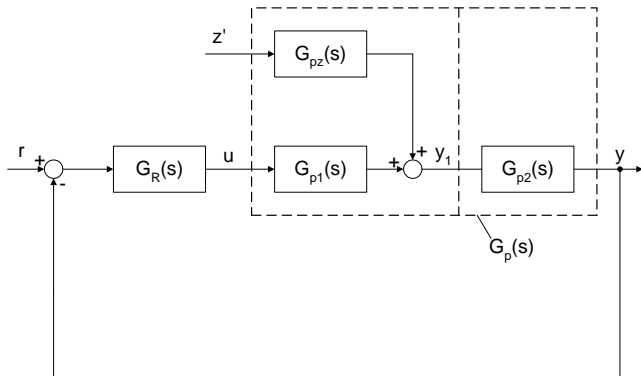 z'
G_pz(s)
r + - G_R(s) u G_p1(s) + + y_1 G_p2(s) y
G_p(s)